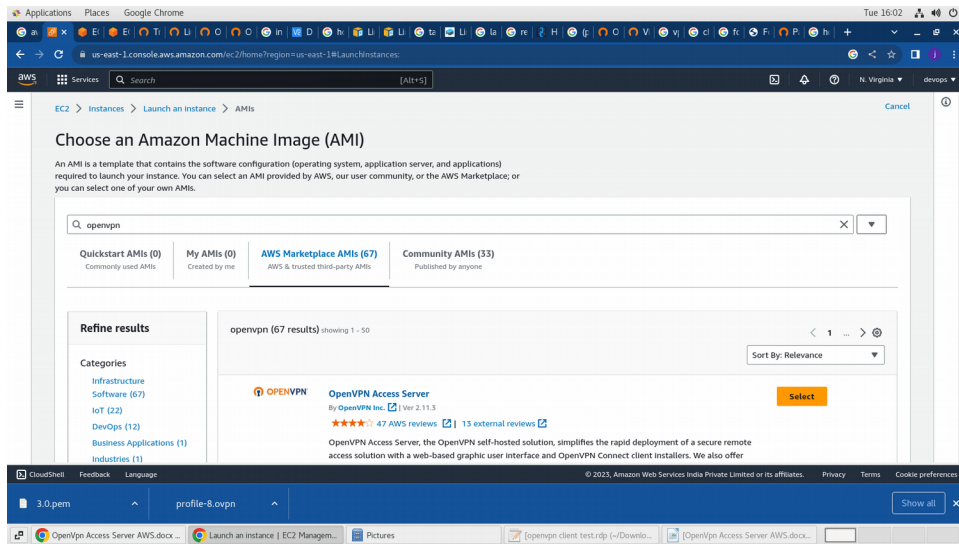 Applications Places Google Chrome Tue 16:02
us-east-1.console.aws.amazon.com/ec2/home?region=us-east-1#LaunchInstances:
aws Services Search [Alt+S] N. Virginia devops
EC2 > Instances > Launch an instance > AMIs Cancel
Choose an Amazon Machine Image (AMI)
An AMI is a template that contains the software configuration (operating system, application server, and applications)
required to launch your instance. You can select an AMI provided by AWS, our user community, or the AWS Marketplace; or
you can select one of your own AMIs.
openvpn
Quickstart AMIs (0) My AMIs (0) AWS Marketplace AMIs (67) Community AMIs (33)
Commonly used AMIs Created by me AWS & trusted third-party AMIs Published by anyone
Refine results openvpn (67 results) showing 1 - 50 < 1 ... >
Sort By: Relevance
Categories
Infrastructure
Software (67)
IoT (22)
DevOps (12)
Business Applications (1)
Industries (1)
OPENVPN OpenVPN Access Server Select
By OpenVPN Inc. | Ver 2.11.3
47 AWS reviews | 13 external reviews
OpenVPN Access Server, the OpenVPN self-hosted solution, simplifies the rapid deployment of a secure remote
access solution with a web-based graphic user interface and OpenVPN Connect client installers. We also offer
CloudShell Feedback Language © 2023, Amazon Web Services India Private Limited or its affiliates. Privacy Terms Cookie preferences
3.0.pem profile-8.ovpn Show all
OpenVpn Access Server AWS.docx ... Launch an instance | EC2 Managem... Pictures [openvpn client test.rdp (~/Downlo... [OpenVpn Access Server AWS.docx...